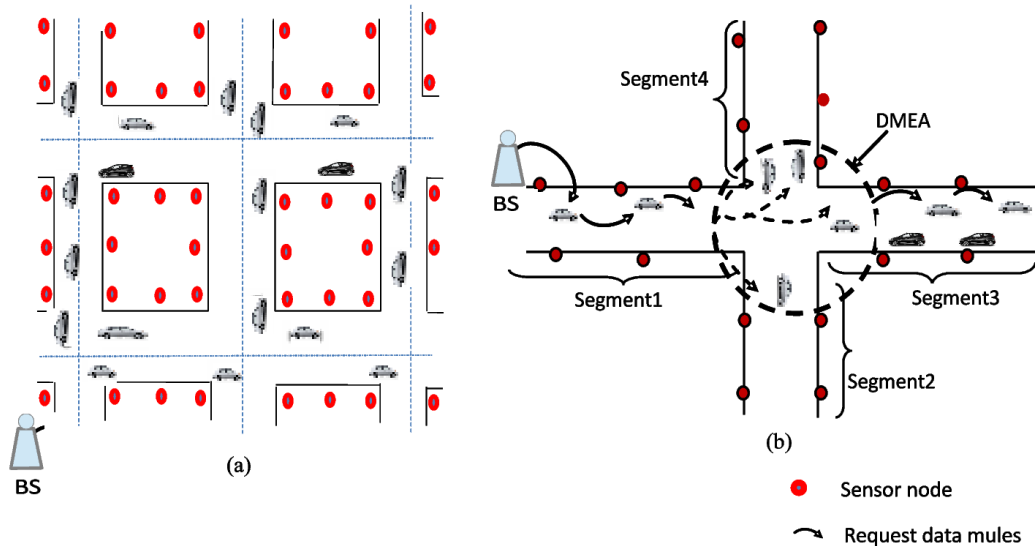 Segment4
DMEA
BS
Segment1
Segment3
Segment2
BS
(a)
(b)
Sensor node
Request data mules